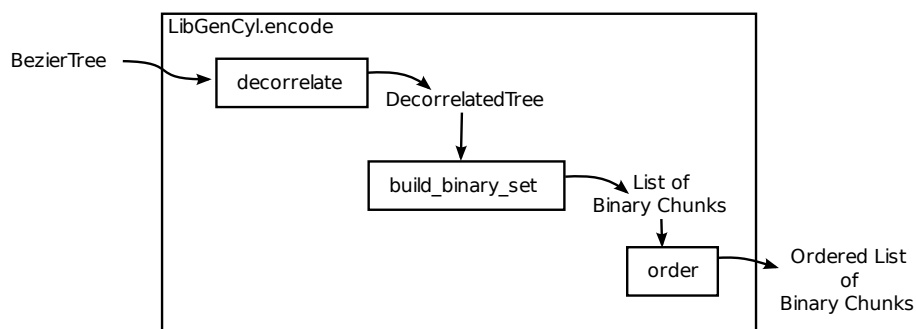 LibGenCyl.encode
BezierTree
decorrelate
DecorrelatedTree
build_binary_set
List of
Binary Chunks
order
Ordered List
of
Binary Chunks